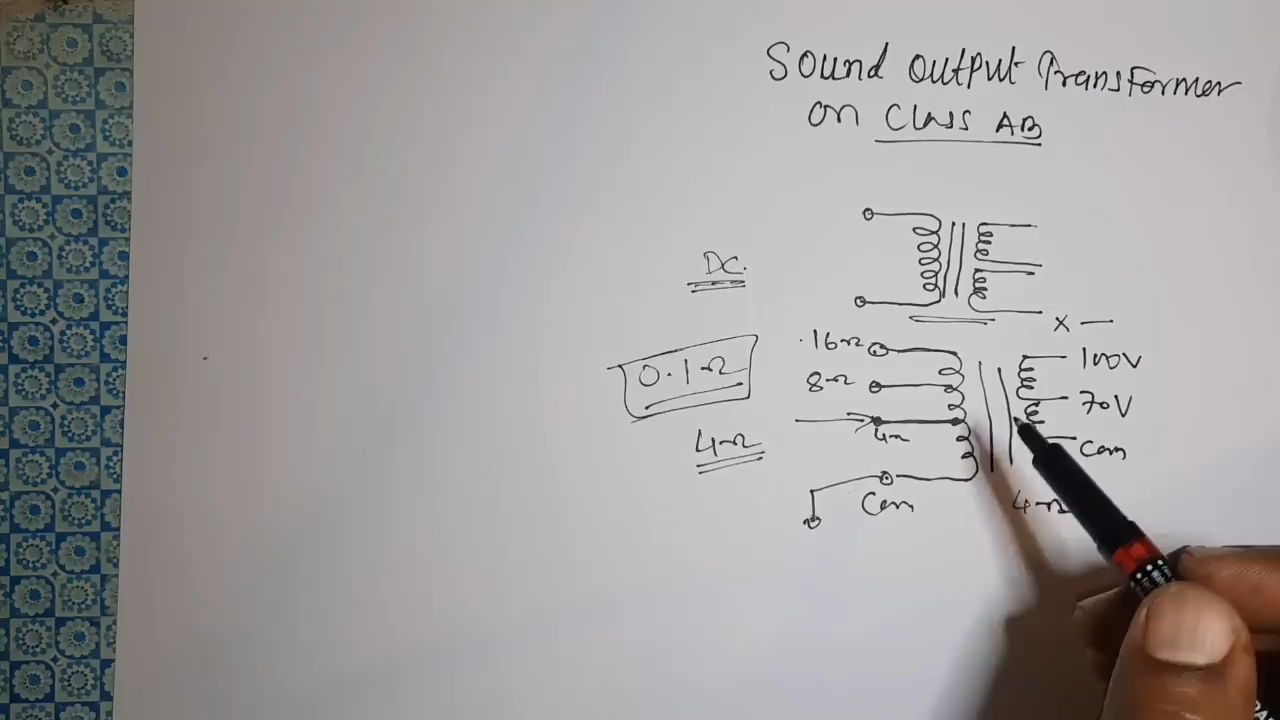 Sound Output Transformer
on Class AB
DC.
X —
16Ω
100V
0.1Ω
8Ω
70V
4Ω
4Ω
Com
Com
4Ω